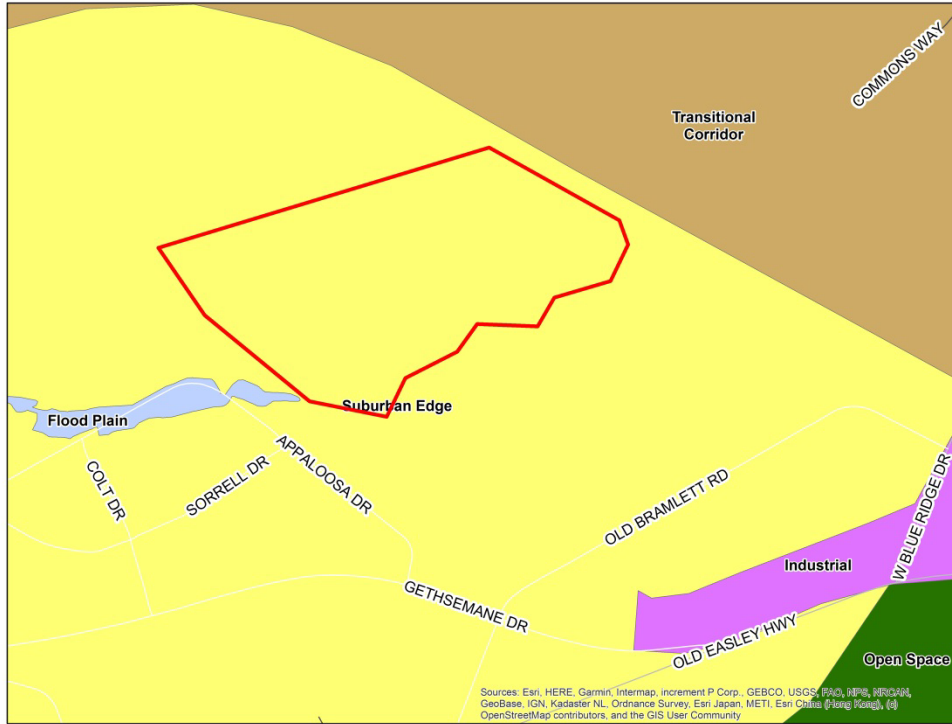 COMMONS WAY
Transitional
Corridor
Suburban Edge
Flood Plain
COLT DR
SORRELL DR
APPALOOSA DR
OLD BRAMLETT RD
W BLUE RIDGE DR
Industrial
GETHSEMANE DR
OLD EASLEY HWY
Open Space
Sources: Esri, HERE, Garmin, Intermap, increment P Corp., GEBCO, USGS, FAO, NPS, NRCAN,
GeoBase, IGN, Kadaster NL, Ordnance Survey, Esri Japan, METI, Esri China (Hong Kong), (c)
OpenStreetMap contributors, and the GIS User Community